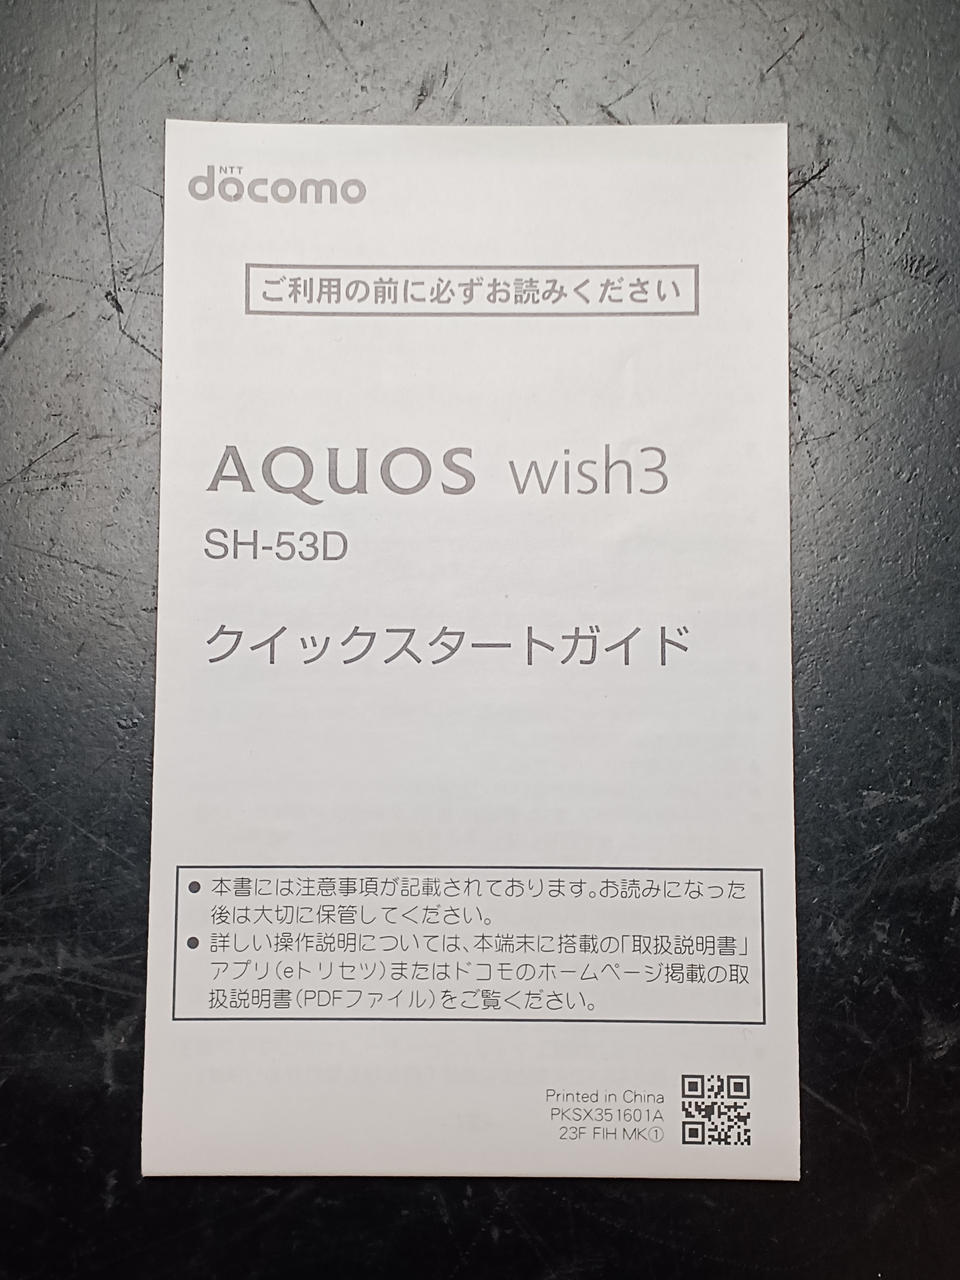 NTT
docomo
ご利用の前に必ずお読みください
AQUOS wish3
SH-53D
クイックスタートガイド
● 本書には注意事項が記載されております。お読みになった
後は大切に保管してください。
● 詳しい操作説明については、本端末に搭載の「取扱説明書」
アプリ(eトリセツ)またはドコモのホームページ掲載の取
扱説明書(PDFファイル)をご覧ください。
Printed in China
PKSX351601A
23F FIH MK①